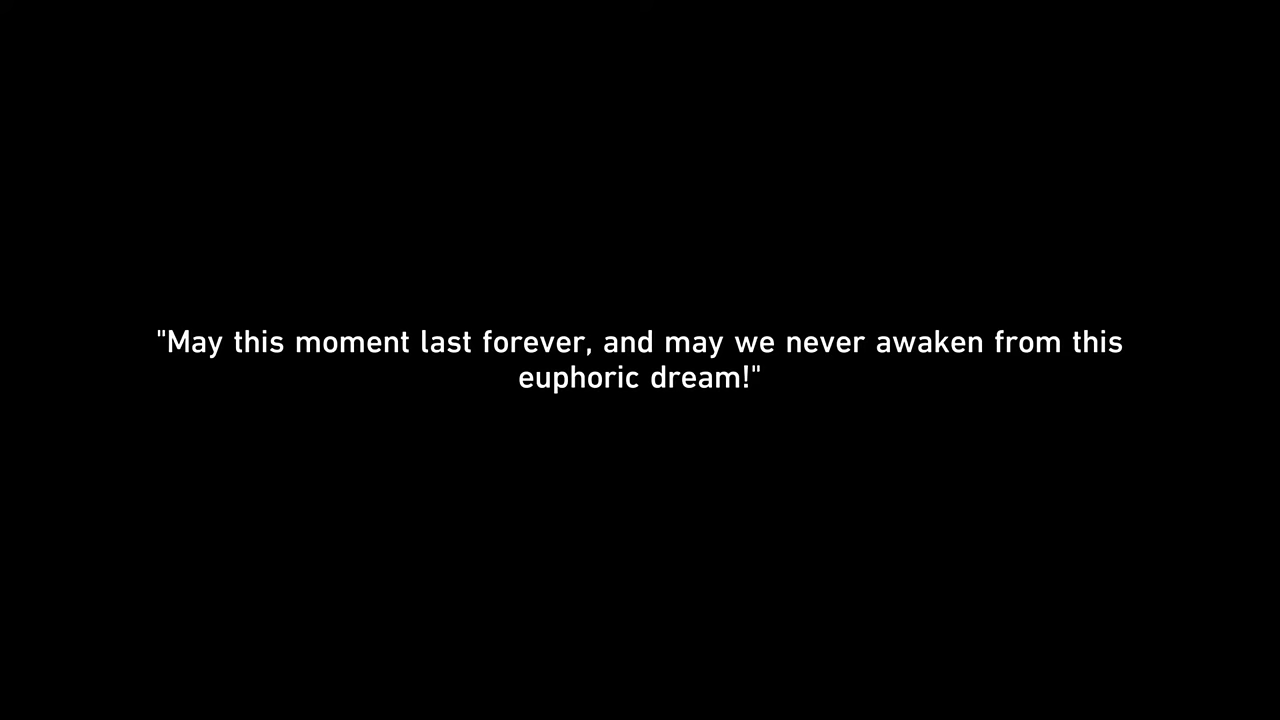 "May this moment last forever, and may we never awaken from this
euphoric dream!"